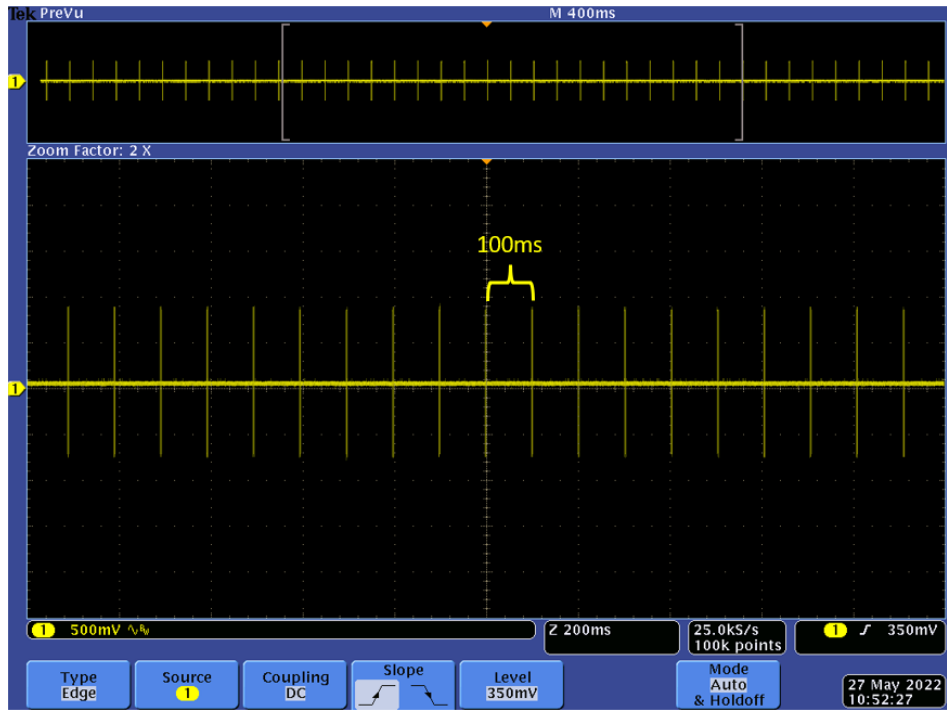 Tek PreVu M 400ms
1
Zoom Factor: 2 X
100ms
1
1 500mV
Z 200ms
25.0kS/s
100k points
1 350mV
Type
Edge
Source
1
Coupling
DC
Slope
Level
350mV
Mode
Auto
& Holdoff
27 May 2022
10:52:27